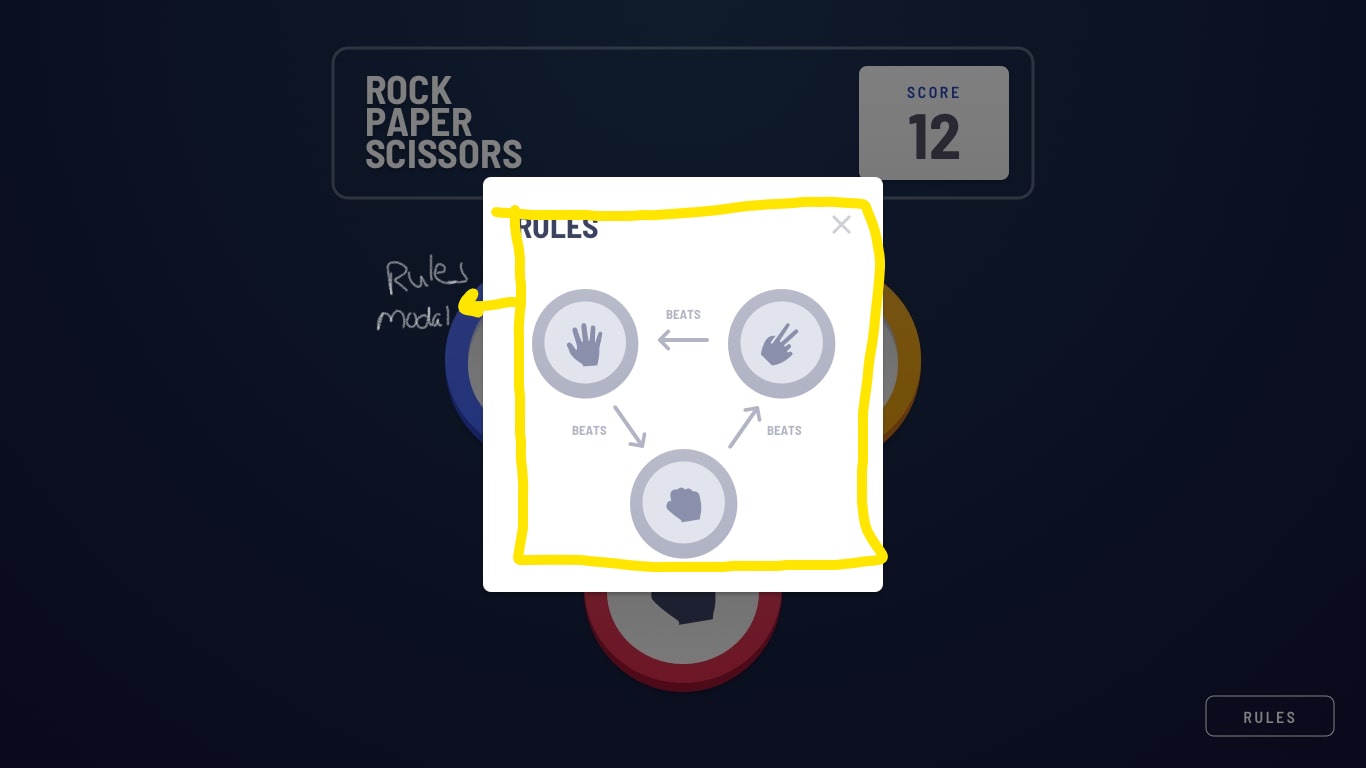 ROCK
PAPER
SCISSORS
SCORE
12
RULES
Rules
modal
BEATS
BEATS
BEATS
RULES